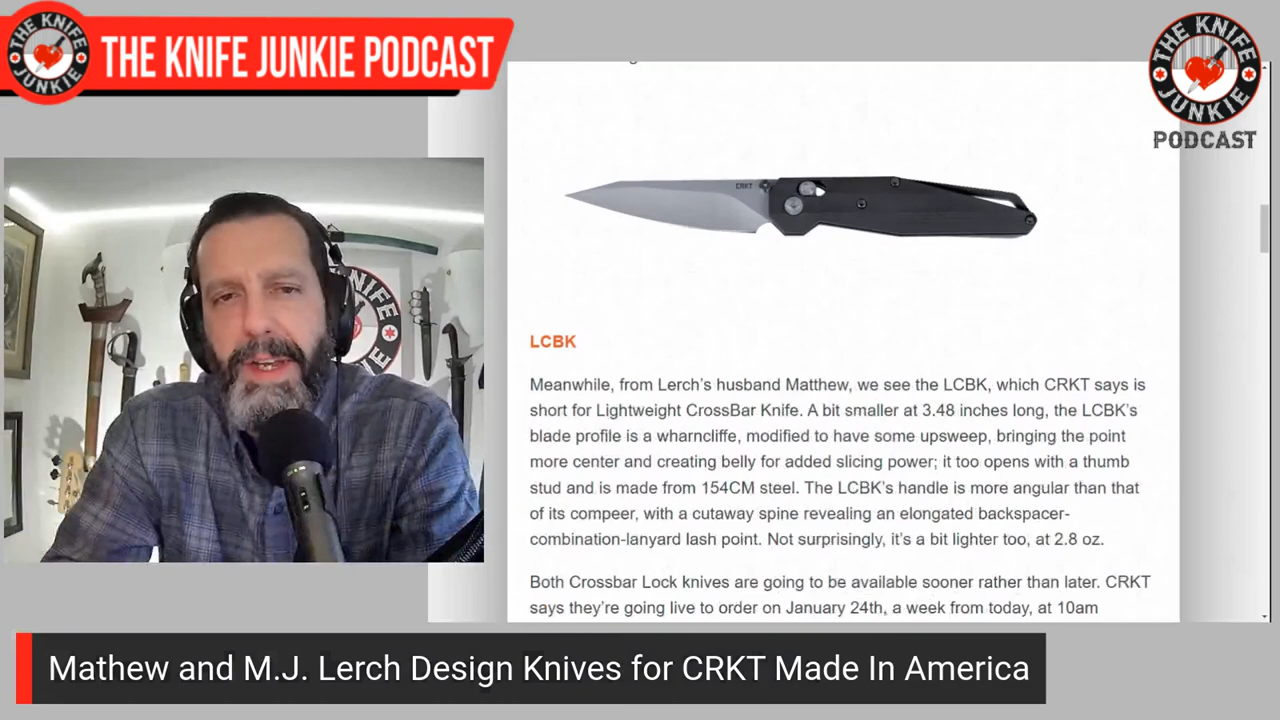 THE KNIFE JUNKIE
THE KNIFE JUNKIE PODCAST
THE KNIFE JUNKIE
PODCAST
CRKT
KNIFE
LCBK
Meanwhile, from Lerch's husband Matthew, we see the LCBK, which CRKT says is
short for Lightweight CrossBar Knife. A bit smaller at 3.48 inches long, the LCBK's
blade profile is a wharncliffe, modified to have some upsweep, bringing the point
more center and creating belly for added slicing power; it too opens with a thumb
stud and is made from 154CM steel. The LCBK's handle is more angular than that
of its compeer, with a cutaway spine revealing an elongated backspacer-
combination-lanyard lash point. Not surprisingly, it's a bit lighter too, at 2.8 oz.
Both Crossbar Lock knives are going to be available sooner rather than later. CRKT
says they're going live to order on January 24th, a week from today, at 10am
Mathew and M.J. Lerch Design Knives for CRKT Made In America